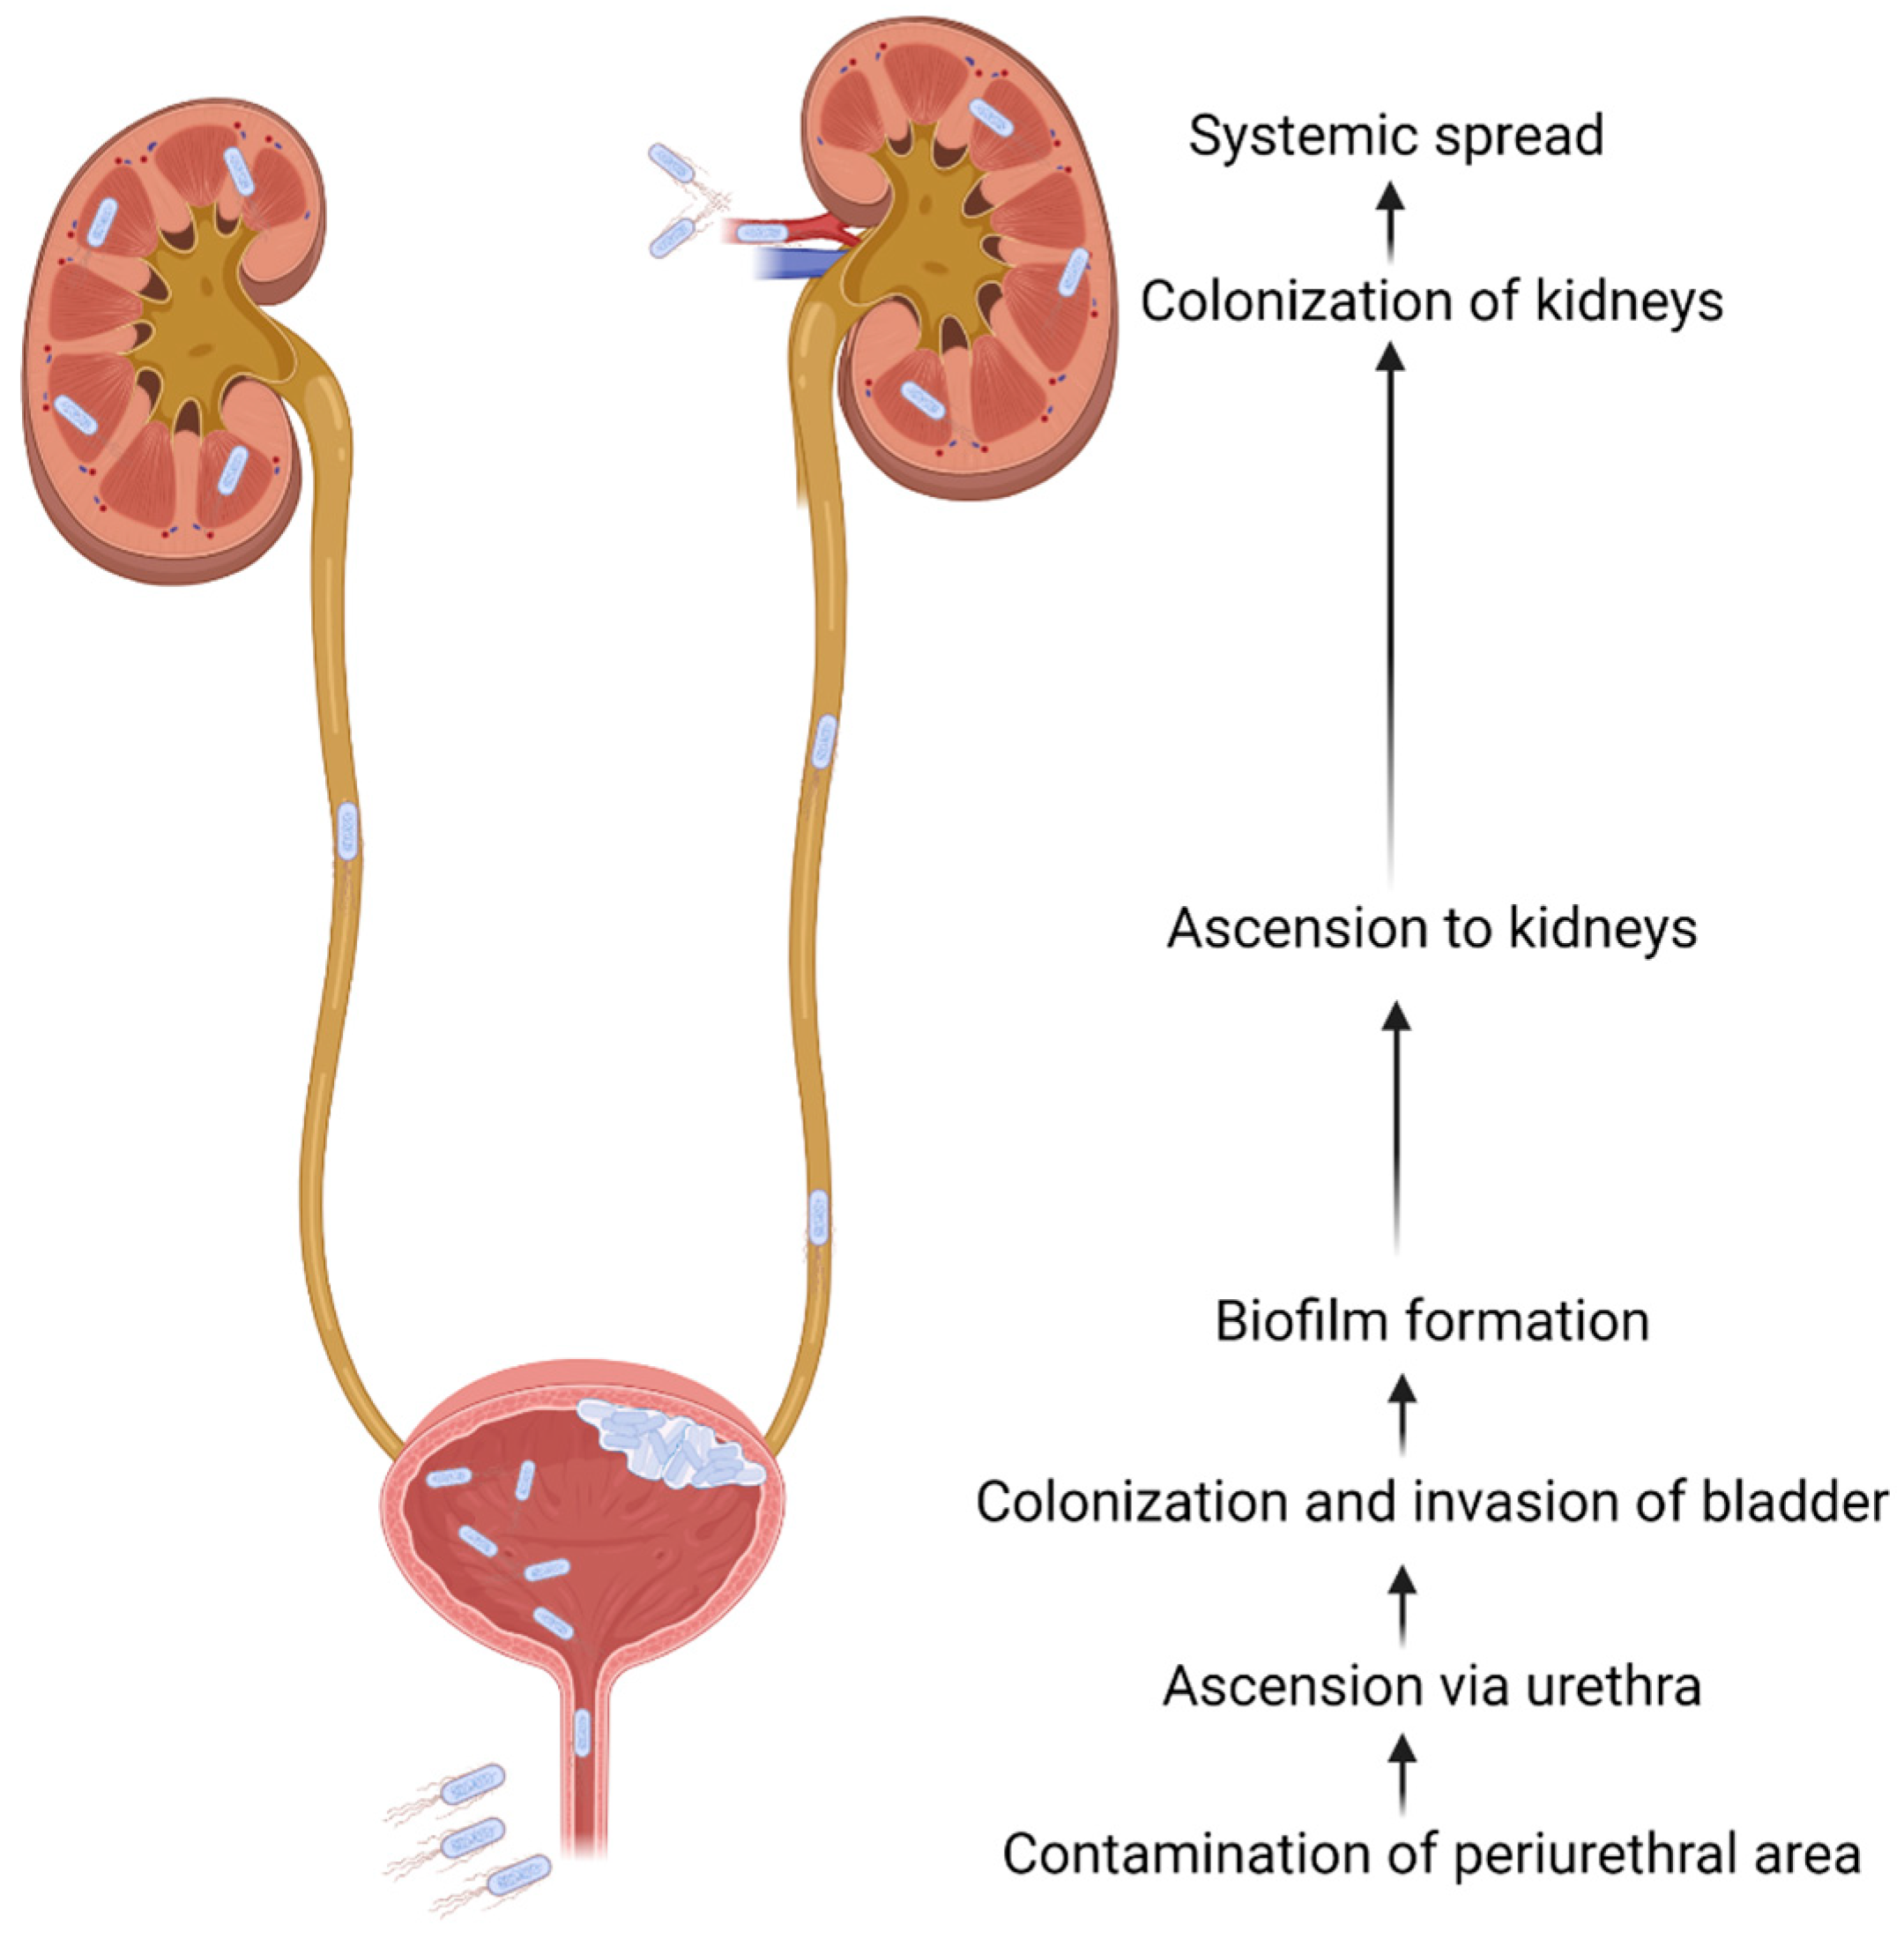 Systemic spread
Colonization of kidneys
Ascension to kidneys
Biofilm formation
Colonization and invasion of bladder
Ascension via urethra
Contamination of periurethral area